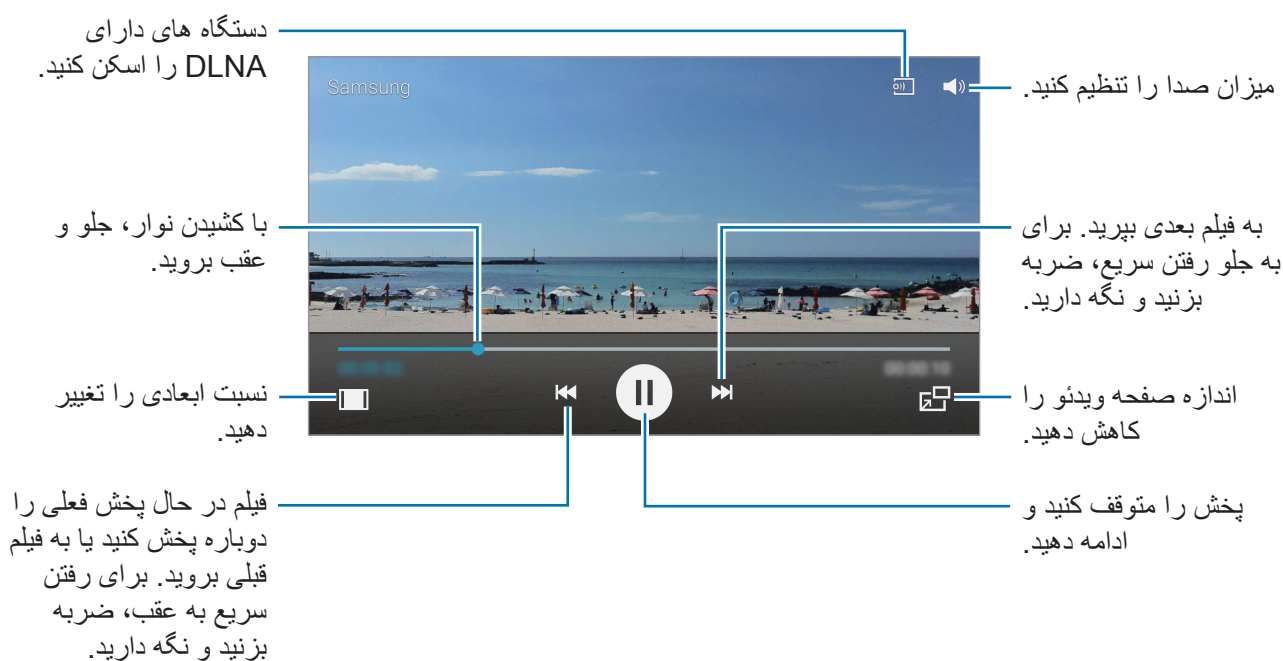 دستگاه های دارای
DLNA را اسکن کنید.
Samsung
میزان صدا را تنظیم کنید.
با کشیدن نوار، جلو و
عقب بروید.
به فیلم بعدی بپرید. برای
به جلو رفتن سریع، ضربه
بزنید و نگه دارید.
نسبت ابعادی را تغییر
دهید.
اندازه صفحه ویدئو را
کاهش دهید.
فیلم در حال پخش فعلی را
دوباره پخش کنید یا به فیلم
قبلی بروید. برای رفتن
سریع به عقب، ضربه
بزنید و نگه دارید.
پخش را متوقف کنید و
ادامه دهید.